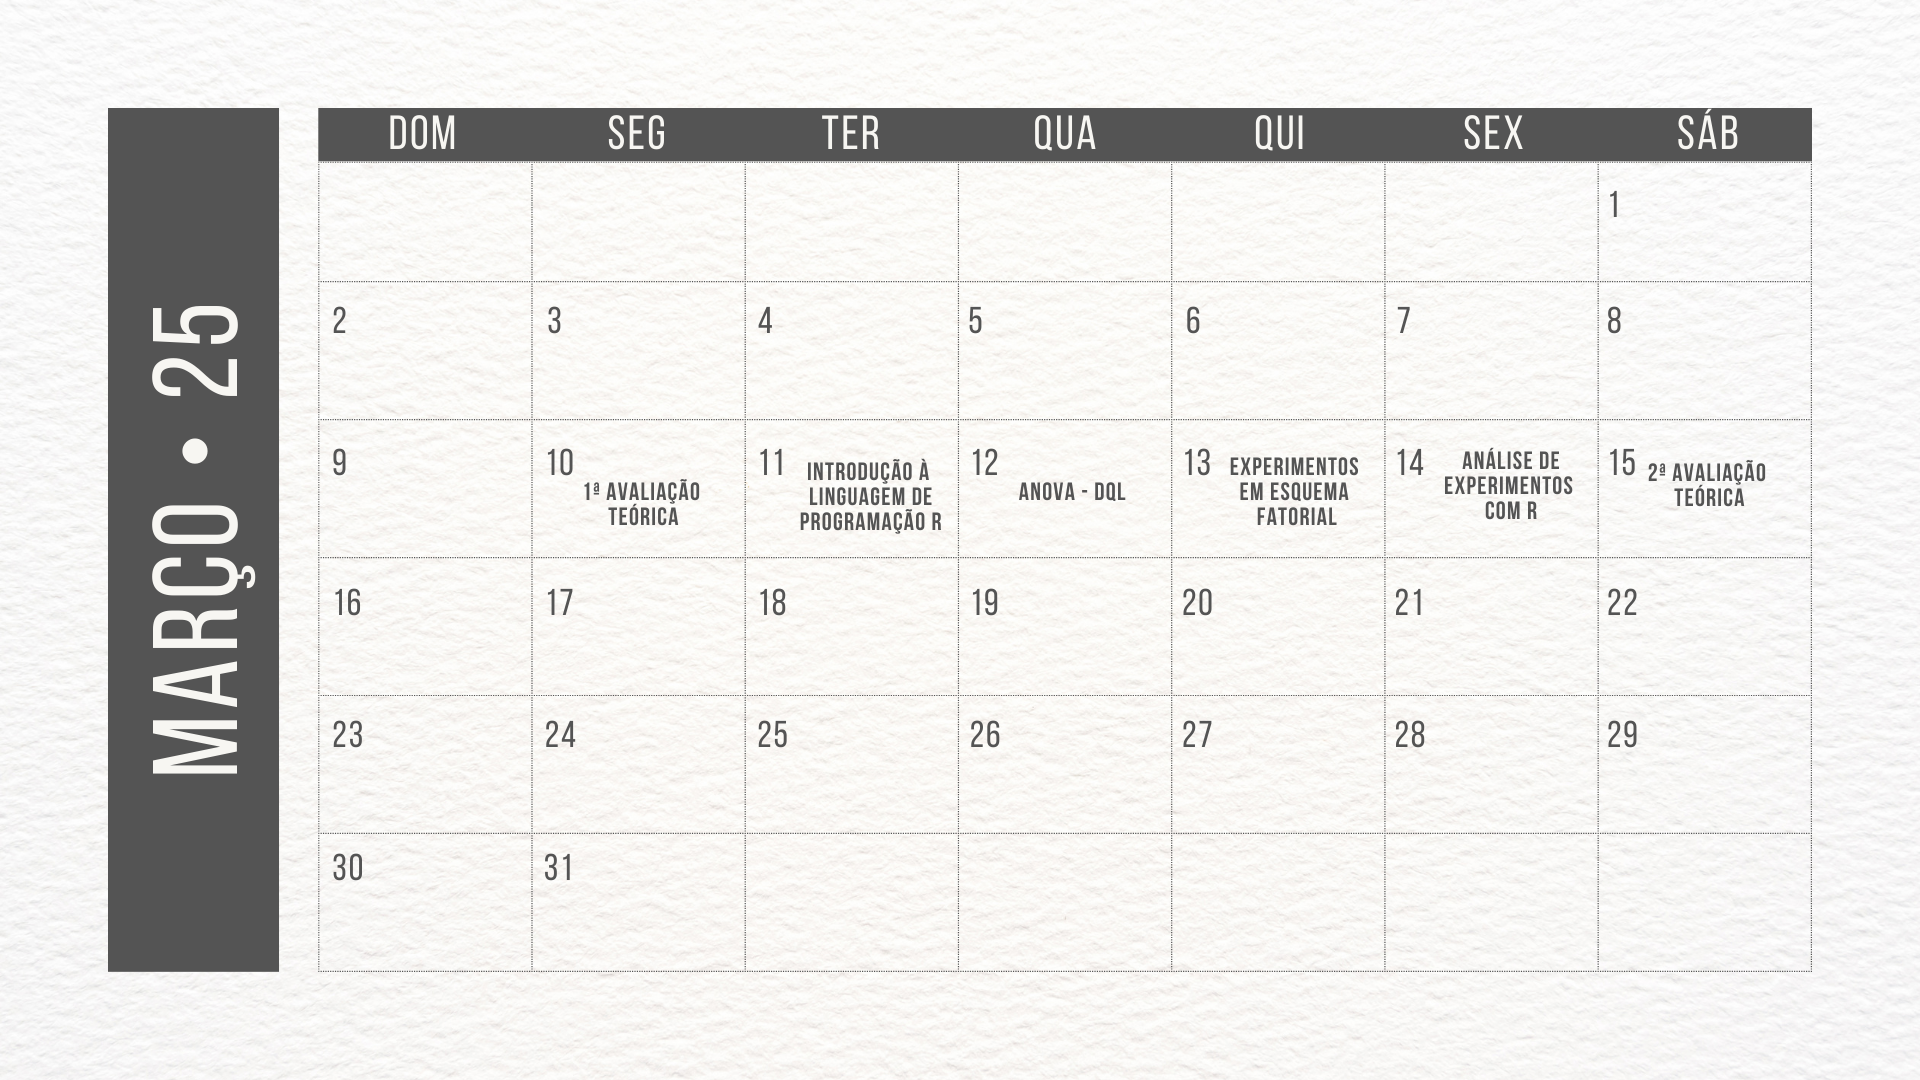 MARÇO • 25
DOM SEG TER QUA QUI SEX SÁB
1
2 3 4 5 6 7 8
9
10
1ª AVALIAÇÃO
TEÓRICA
11
INTRODUÇÃO À
LINGUAGEM DE
PROGRAMAÇÃO R
12
ANOVA - DQL
13
EXPERIMENTOS
EM ESQUEMA
FATORIAL
14
ANÁLISE DE
EXPERIMENTOS
COM R
15
2ª AVALIAÇÃO
TEÓRICA
16 17 18 19 20 21 22
23 24 25 26 27 28 29
30 31